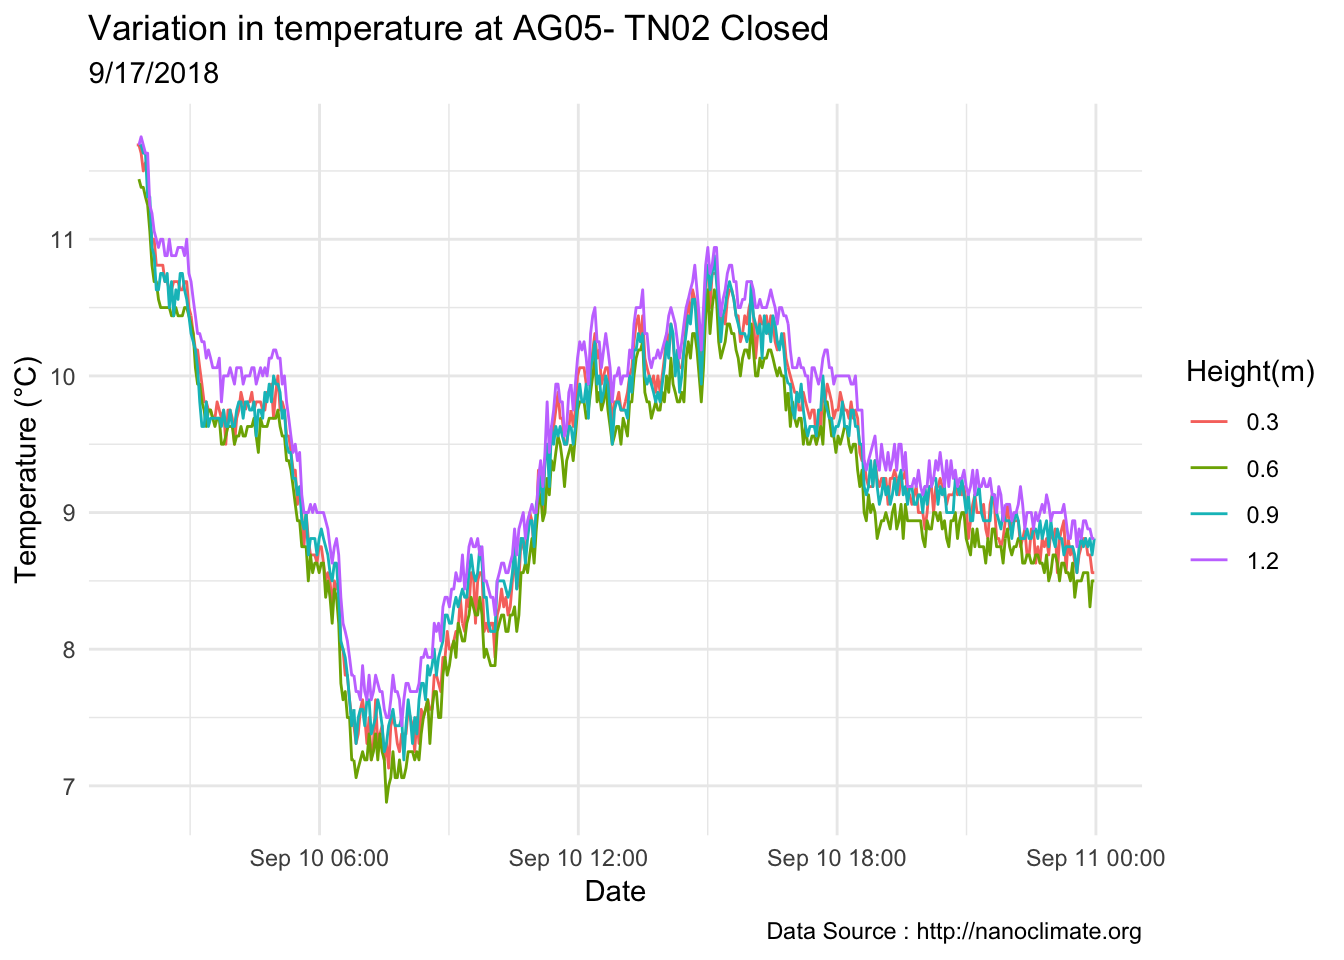 Variation in temperature at AG05- TN02 Closed
9/17/2018
Temperature (°C)
11
10
9
8
7
Sep 10 06:00
Sep 10 12:00
Sep 10 18:00
Sep 11 00:00
Date
Height(m)
0.3
0.6
0.9
1.2
Data Source : http://nanoclimate.org